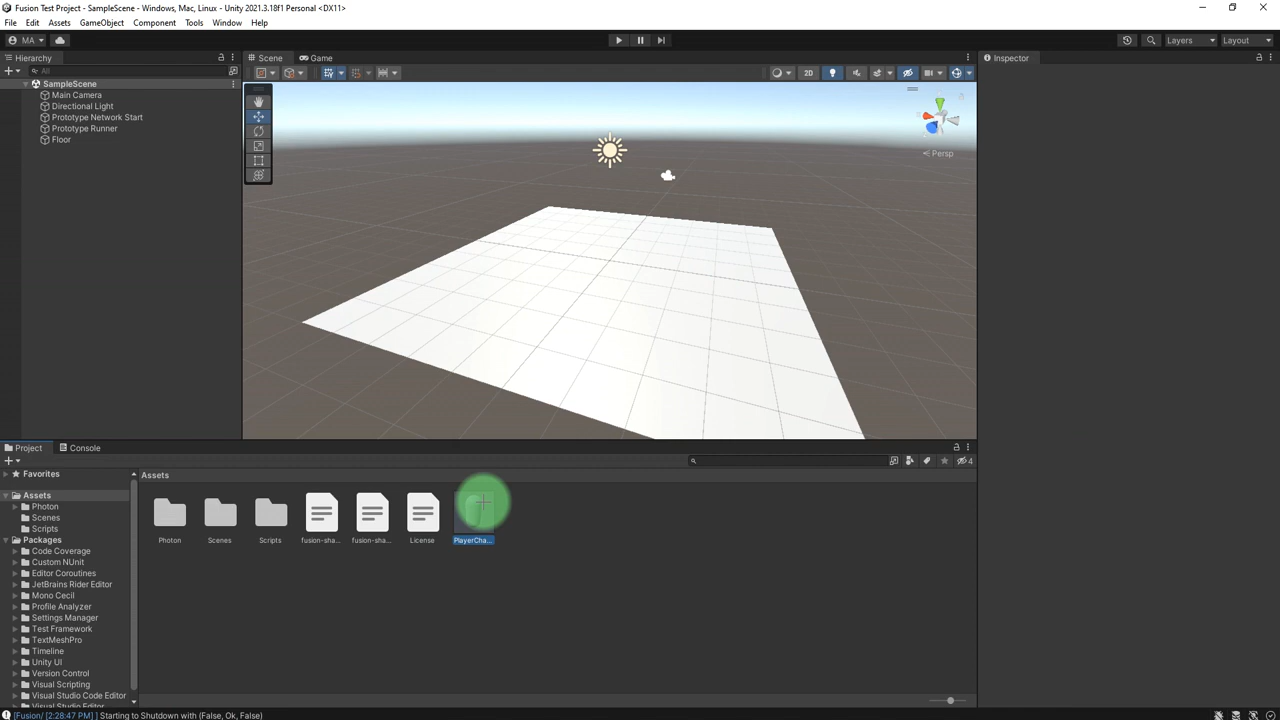 Fusion Test Project - SampleScene - Windows, Mac, Linux - Unity 2021.3.18f1 Personal <DX11>
File Edit Assets GameObject Component Tools Window Help
MA Layers Layout
Hierarchy Scene Game Inspector
All 2D
SampleScene
Main Camera
Directional Light
Prototype Network Start
Prototype Runner
Floor
Persp
Project Console
4
Favorites Assets
Assets
Photon
Scenes
Scripts
Packages
Code Coverage
Custom NUnit
Editor Coroutines
JetBrains Rider Editor
Mono Cecil
Profile Analyzer
Settings Manager
Test Framework
TextMeshPro
Timeline
Unity UI
Version Control
Visual Scripting
Visual Studio Code Editor
Visual Studio Editor
Photon Scenes Scripts fusion-sha... fusion-sha... License PlayerCha...
[Fusion/ [2:28:47 PM] ] Starting to Shutdown with (False, Ok, False)